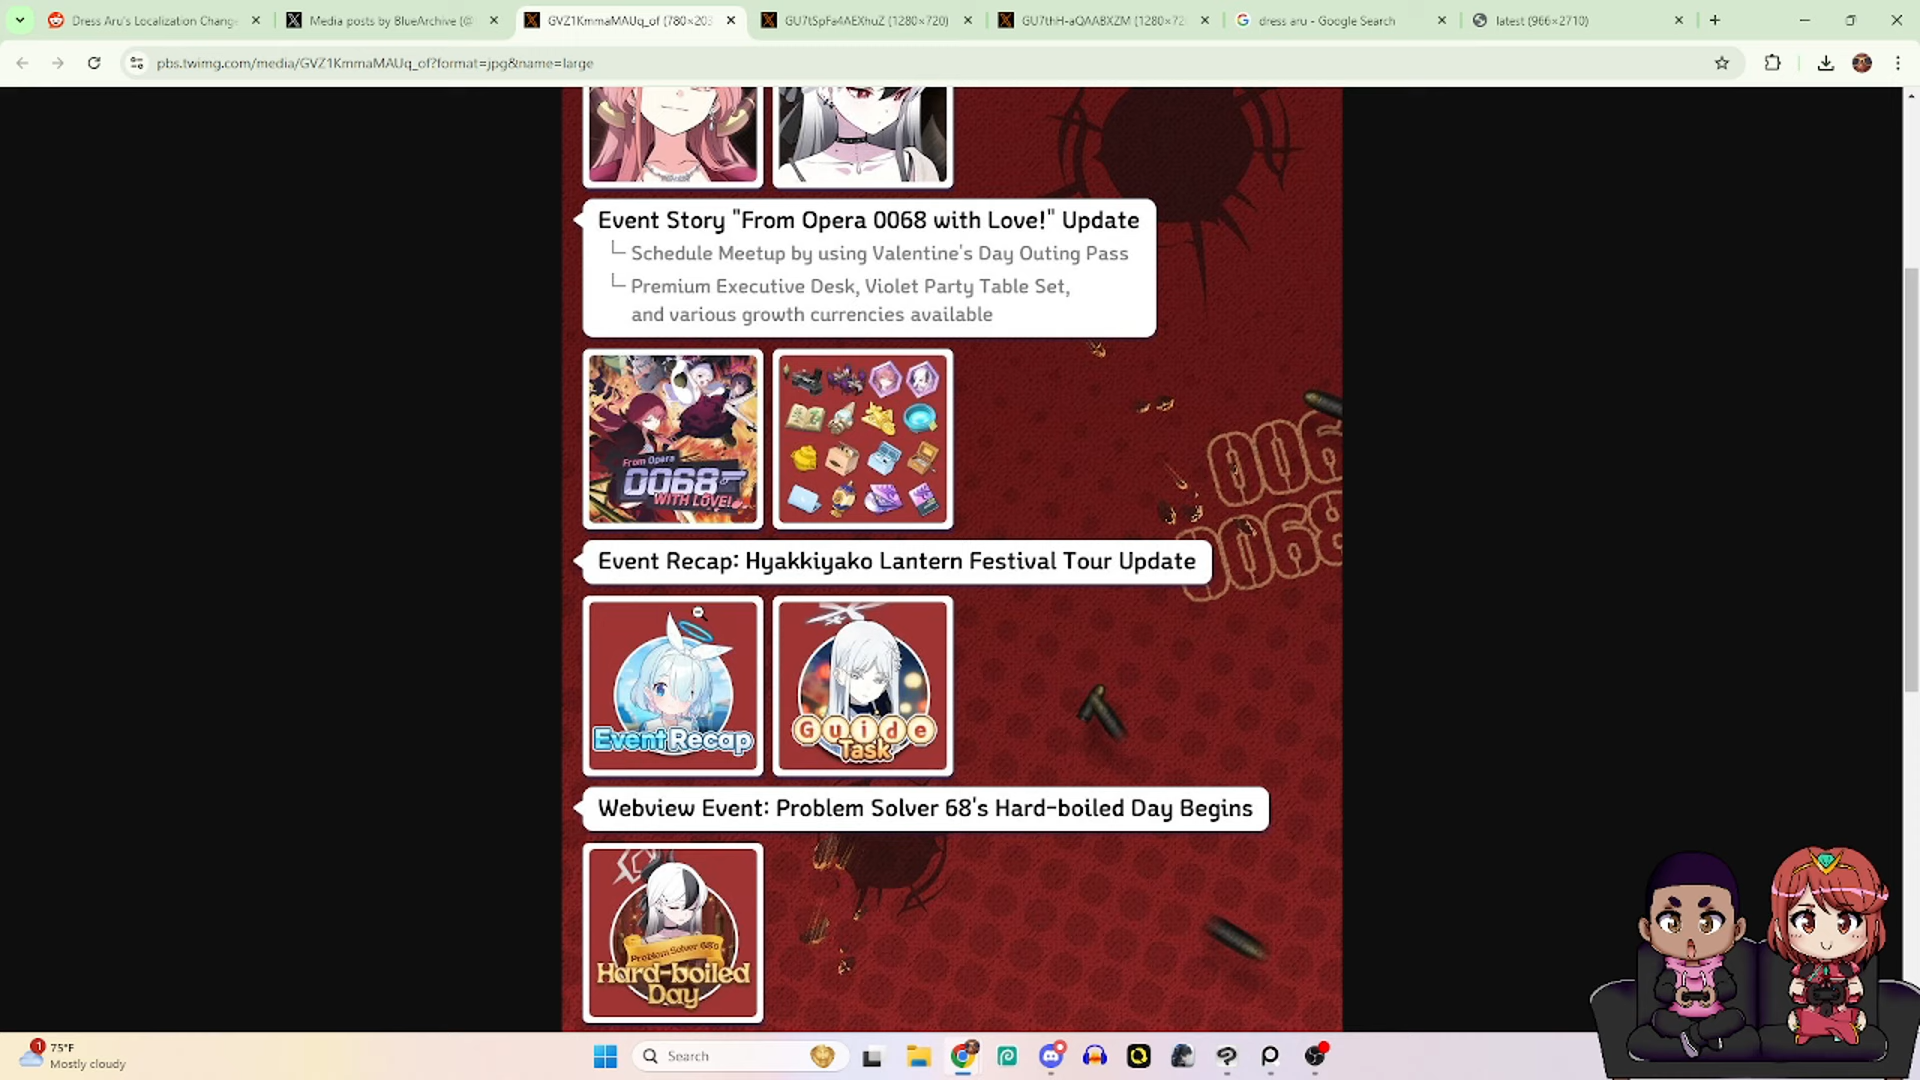 Dress Aru's Localization Chang
Media posts by BlueArchive (@
GVZ1KmmaMAUq_of (780×203
GU7tSpFa4AEXhuZ (1280×720)
GU7thH-aQAABXZM (1280×72
dress aru - Google Search
latest (966×2710)
pbs.twimg.com/media/GVZ1KmmaMAUq_of?format=jpg&name=large
Event Story "From Opera 0068 with Love!" Update
Schedule Meetup by using Valentine's Day Outing Pass
Premium Executive Desk, Violet Party Table Set,
and various growth currencies available
From Opera
0068
WITH LOVE!
006
0068
Event Recap: Hyakkiyako Lantern Festival Tour Update
Event Recap
Guide
Task
Webview Event: Problem Solver 68's Hard-boiled Day Begins
Problem Solver 68's
Hard-boiled
Day
1
75°F
Mostly cloudy
Search